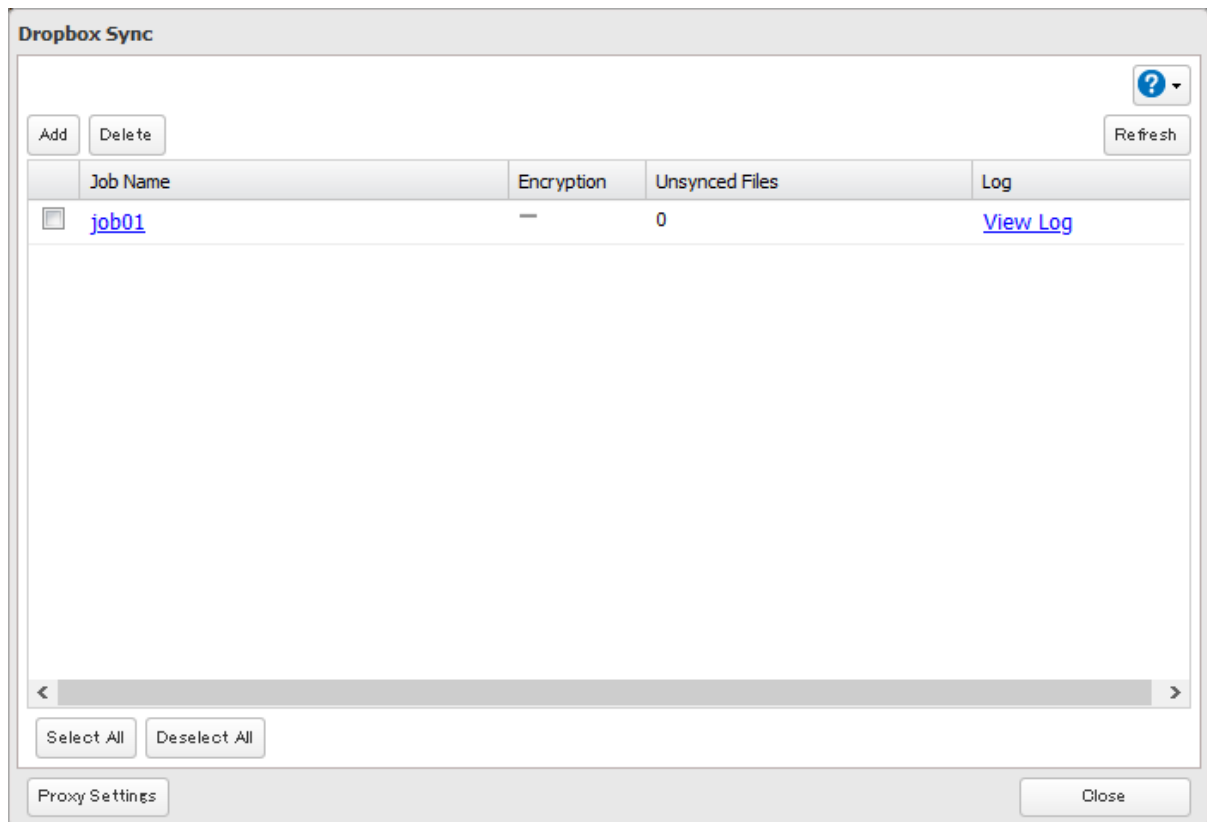 Dropbox Sync
?
Add Delete Refresh
Job Name Encryption Unsynced Files Log
job01 — 0 View Log
Select All Deselect All
Proxy Settings Close